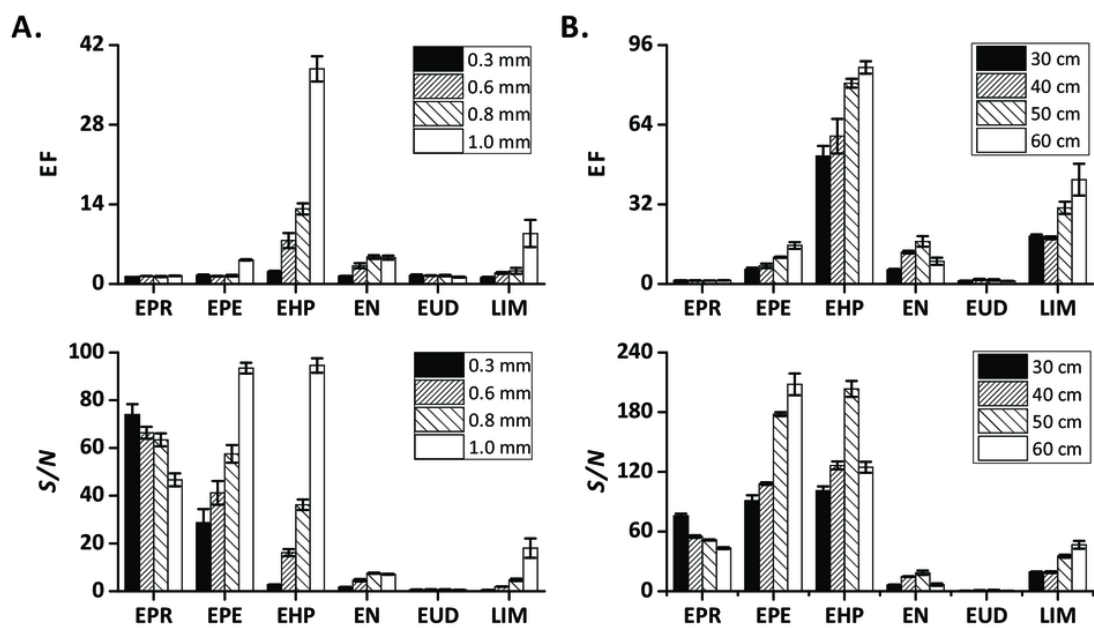 A.
42
28
14
0
EF
0.3 mm
0.6 mm
0.8 mm
1.0 mm
EPR EPE EHP EN EUD LIM
100
80
60
40
20
0
S/N
0.3 mm
0.6 mm
0.8 mm
1.0 mm
EPR EPE EHP EN EUD LIM
B.
96
64
32
0
EF
30 cm
40 cm
50 cm
60 cm
EPR EPE EHP EN EUD LIM
240
180
120
60
0
S/N
30 cm
40 cm
50 cm
60 cm
EPR EPE EHP EN EUD LIM